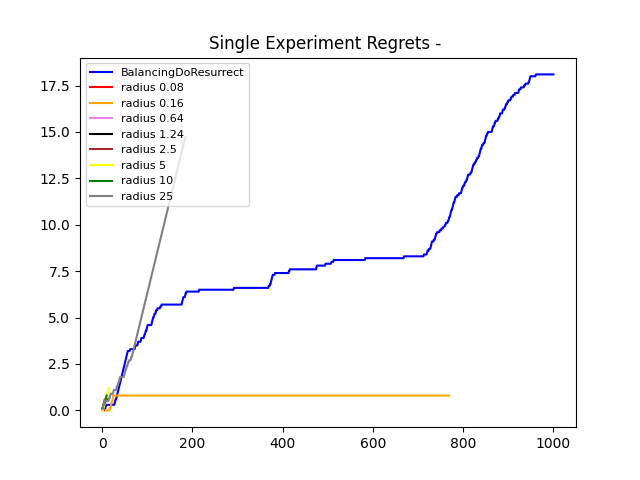 Single Experiment Regrets -
BalancingDoResurrect
radius 0.08
radius 0.16
radius 0.64
radius 1.24
radius 2.5
radius 5
radius 10
radius 25
17.5
15.0
12.5
10.0
7.5
5.0
2.5
0.0
0 200 400 600 800 1000